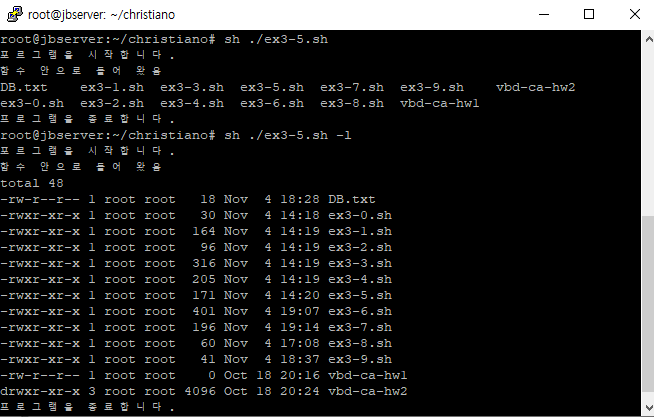 root@jbserver: ~/christiano
root@jbserver:~/christiano# sh ./ex3-5.sh
프로그램을 시작합니다.
함수 안으로 들어 왔음
DB.txt ex3-1.sh ex3-3.sh ex3-5.sh ex3-7.sh ex3-9.sh vbd-ca-hw2
ex3-0.sh ex3-2.sh ex3-4.sh ex3-6.sh ex3-8.sh vbd-ca-hw1
프로그램을 종료합니다.
root@jbserver:~/christiano# sh ./ex3-5.sh -l
프로그램을 시작합니다.
함수 안으로 들어 왔음
total 48
-rw-r--r-- 1 root root 18 Nov 4 18:28 DB.txt
-rwxr-xr-x 1 root root 30 Nov 4 14:18 ex3-0.sh
-rwxr-xr-x 1 root root 164 Nov 4 14:19 ex3-1.sh
-rwxr-xr-x 1 root root 96 Nov 4 14:19 ex3-2.sh
-rwxr-xr-x 1 root root 316 Nov 4 14:19 ex3-3.sh
-rwxr-xr-x 1 root root 205 Nov 4 14:19 ex3-4.sh
-rwxr-xr-x 1 root root 171 Nov 4 14:20 ex3-5.sh
-rwxr-xr-x 1 root root 401 Nov 4 19:07 ex3-6.sh
-rwxr-xr-x 1 root root 196 Nov 4 19:14 ex3-7.sh
-rwxr-xr-x 1 root root 60 Nov 4 17:08 ex3-8.sh
-rwxr-xr-x 1 root root 41 Nov 4 18:37 ex3-9.sh
-rw-r--r-- 1 root root 0 Oct 18 20:16 vbd-ca-hw1
drwxr-xr-x 3 root root 4096 Oct 18 20:24 vbd-ca-hw2
프로그램을 종료합니다.